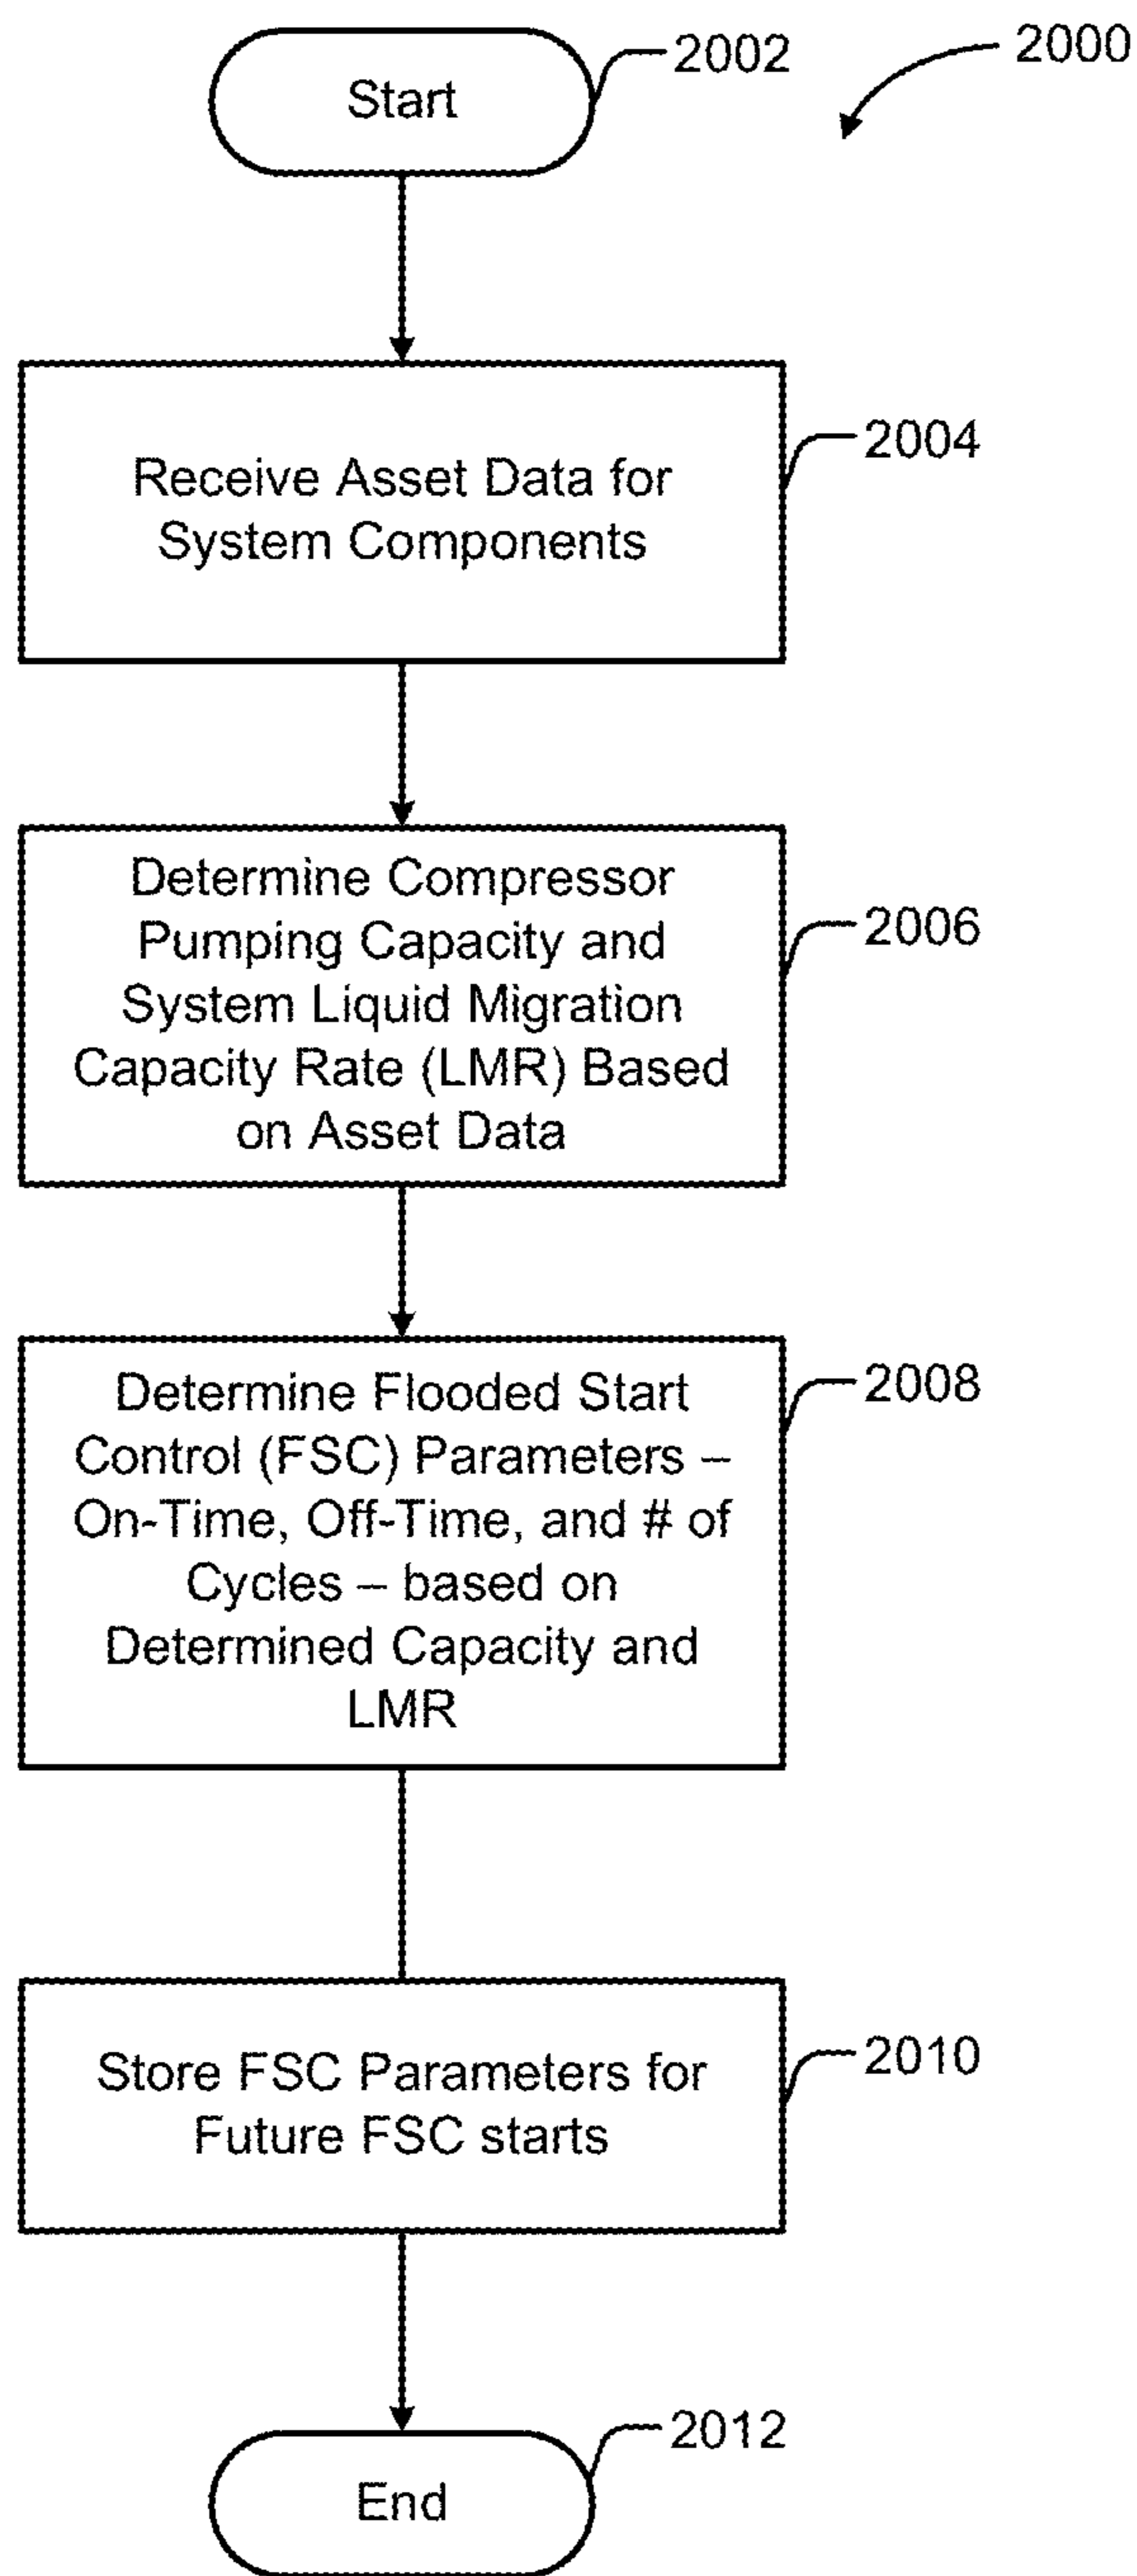 2000
Start
2002
Receive Asset Data for
System Components
2004
Determine Compressor
Pumping Capacity and
System Liquid Migration
Capacity Rate (LMR) Based
on Asset Data
2006
Determine Flooded Start
Control (FSC) Parameters –
On-Time, Off-Time, and # of
Cycles – based on
Determined Capacity and
LMR
2008
Store FSC Parameters for
Future FSC starts
2010
End
2012